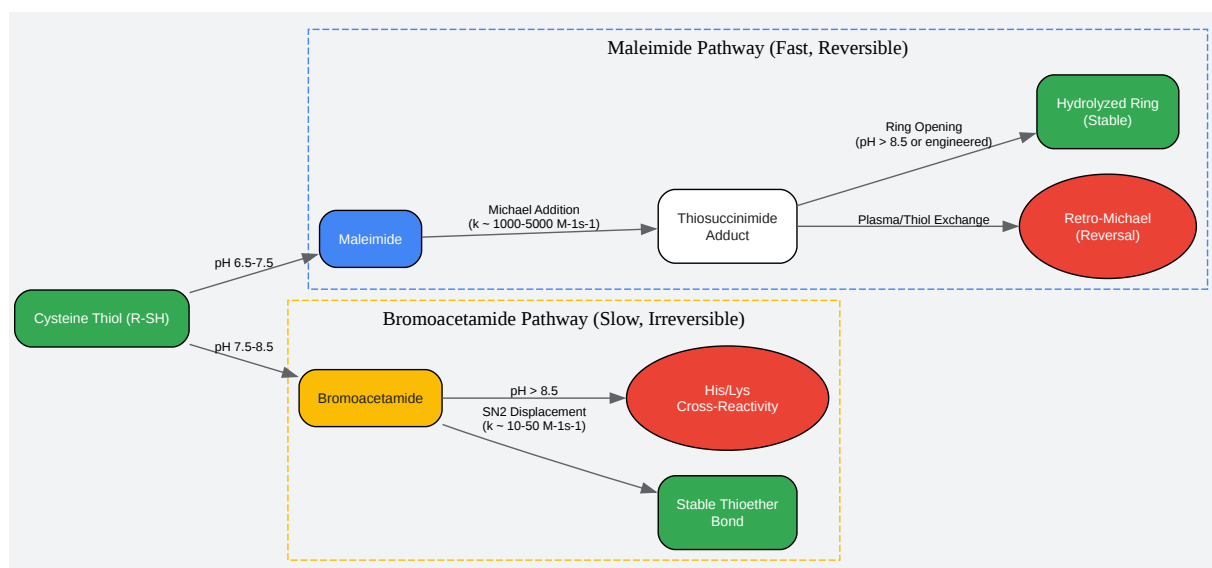 Maleimide Pathway (Fast, Reversible)
Hydrolyzed Ring
(Stable)
Ring Opening
(pH > 8.5 or engineered)
Michael Addition
(k ~ 1000-5000 M-1s-1)
Thiosuccinimide
Adduct
Plasma/Thiol Exchange
Retro-Michael
(Reversal)
Maleimide
pH 6.5-7.5
Cysteine Thiol (R-SH)
pH 7.5-8.5
Bromoacetamide Pathway (Slow, Irreversible)
Bromoacetamide
pH > 8.5
His/Lys
Cross-Reactivity
SN2 Displacement
(k ~ 10-50 M-1s-1)
Stable Thioether
Bond